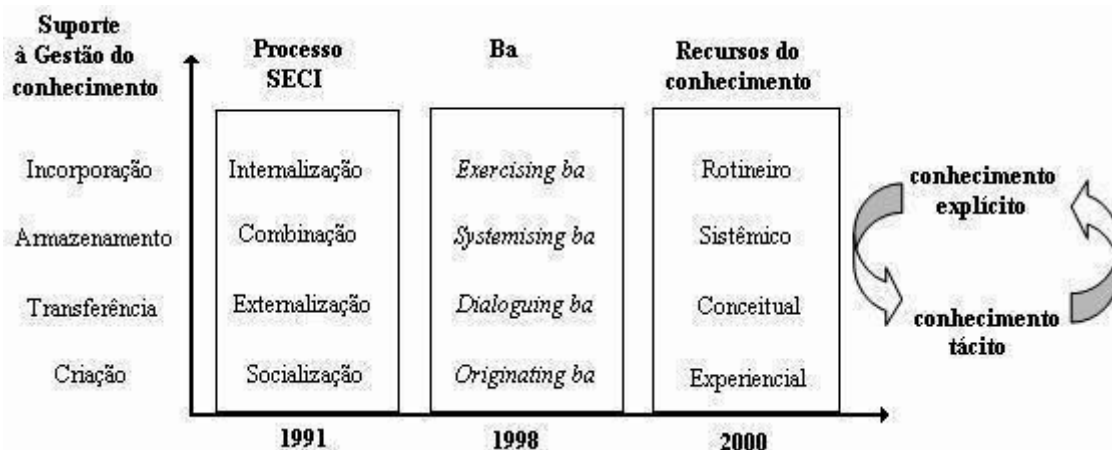 Suporte
à Gestão do
conhecimento
Processo
SECI
Ba
Recursos do
conhecimento
Incorporação
Internalização
Exercising ba
Rotineiro
Armazenamento
Combinação
Systemising ba
Sistêmico
Transferência
Externalização
Dialoguing ba
Conceitual
Criação
Socialização
Originating ba
Experiencial
conhecimento
explícito
conhecimento
tácito
1991
1998
2000